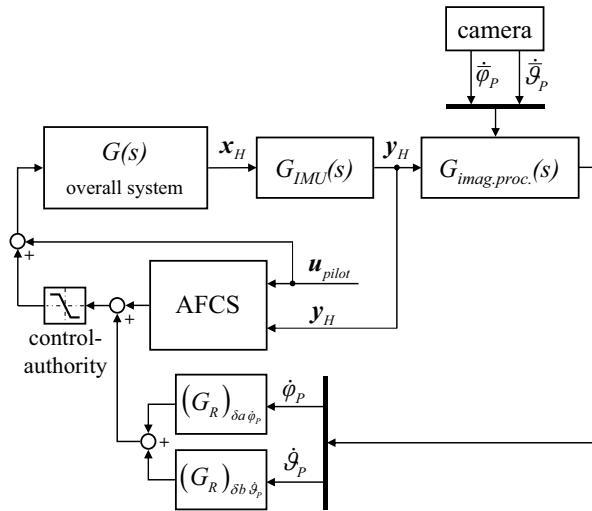 camera
φ̇̅_P
ϑ̇̅_P
G(s)
overall system
x_H
G_IMU(s)
y_H
G_imag.proc.(s)
+
u_pilot
AFCS
+
y_H
control-
authority
(G_R)_δa φ̇_P
φ̇_P
+
(G_R)_δb ϑ̇_P
ϑ̇_P